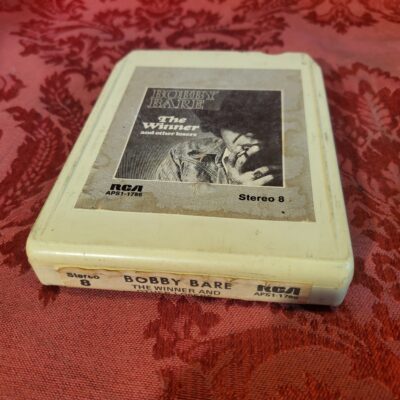 BOBBY
BARE
The
Winner
and other losers
RCA
APS1-1786
Stereo 8
Stereo
8
BOBBY BARE
THE WINNER AND
RCA
APS1-1786